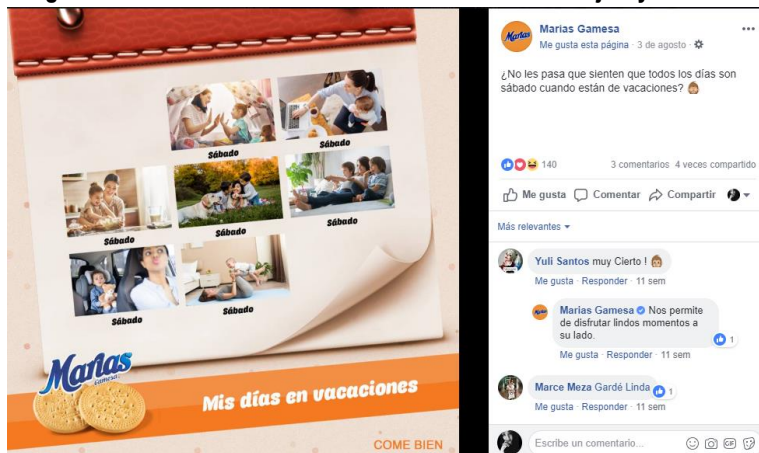 Sábado
Sábado
Sábado
Sábado
Sábado
Sábado
Sábado
Marías
Gamesa
Mis días en vacaciones
COME BIEN
Marías
Marias Gamesa
Me gusta esta página · 3 de agosto ·
¿No les pasa que sienten que todos los días son
sábado cuando están de vacaciones?
140
3 comentarios 4 veces compartido
Me gusta Comentar Compartir
Más relevantes
Yuli Santos muy Cierto !
Me gusta · Responder · 11 sem
Marias Gamesa Nos permite
de disfrutar lindos momentos a
su lado.
1
Me gusta · Responder · 11 sem
Marce Meza Gardé Linda
1
Me gusta · Responder · 11 sem
Escribe un comentario...
GIF